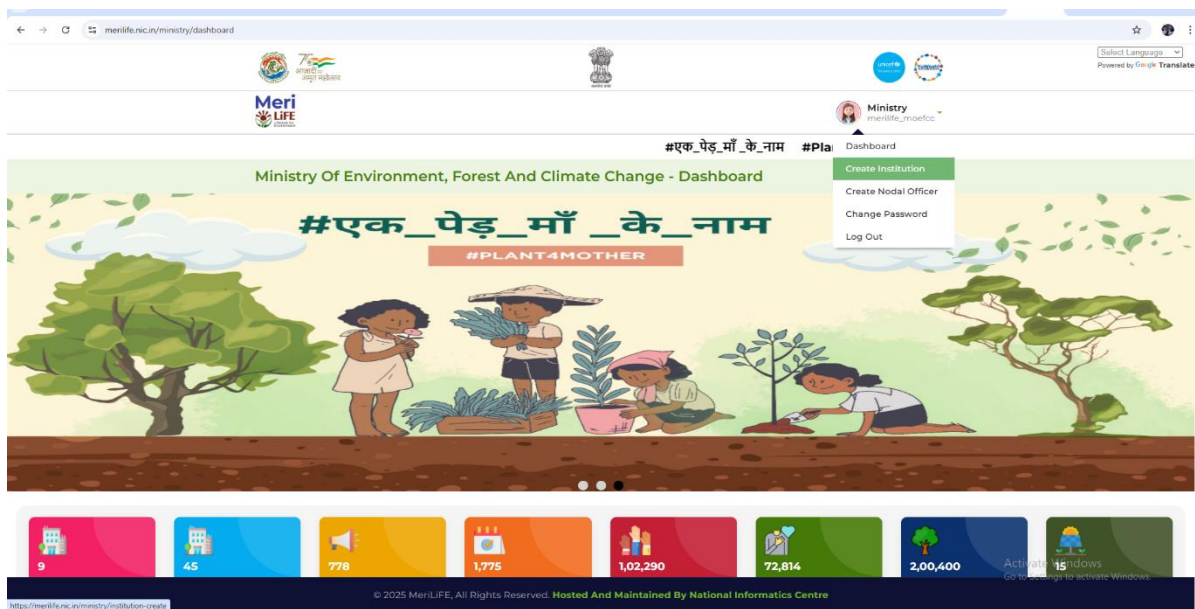 merilife.nic.in/ministry/dashboard
Select Language
Powered by Google Translate
unicef
Meri
LiFE
Ministry
merilife_moefcc
#एक_पेड़_माँ_के_नाम #Pla
Dashboard
Create Institution
Create Nodal Officer
Change Password
Log Out
Ministry Of Environment, Forest And Climate Change - Dashboard
#एक_पेड़_माँ _के_नाम
#PLANT4MOTHER
9
45
778
1,775
1,02,290
72,814
2,00,400
15
Activate Windows
Go to Settings to activate Windows.
© 2025 MeriLiFE, All Rights Reserved. Hosted And Maintained By National Informatics Centre
https://merilife.nic.in/ministry/institution-create